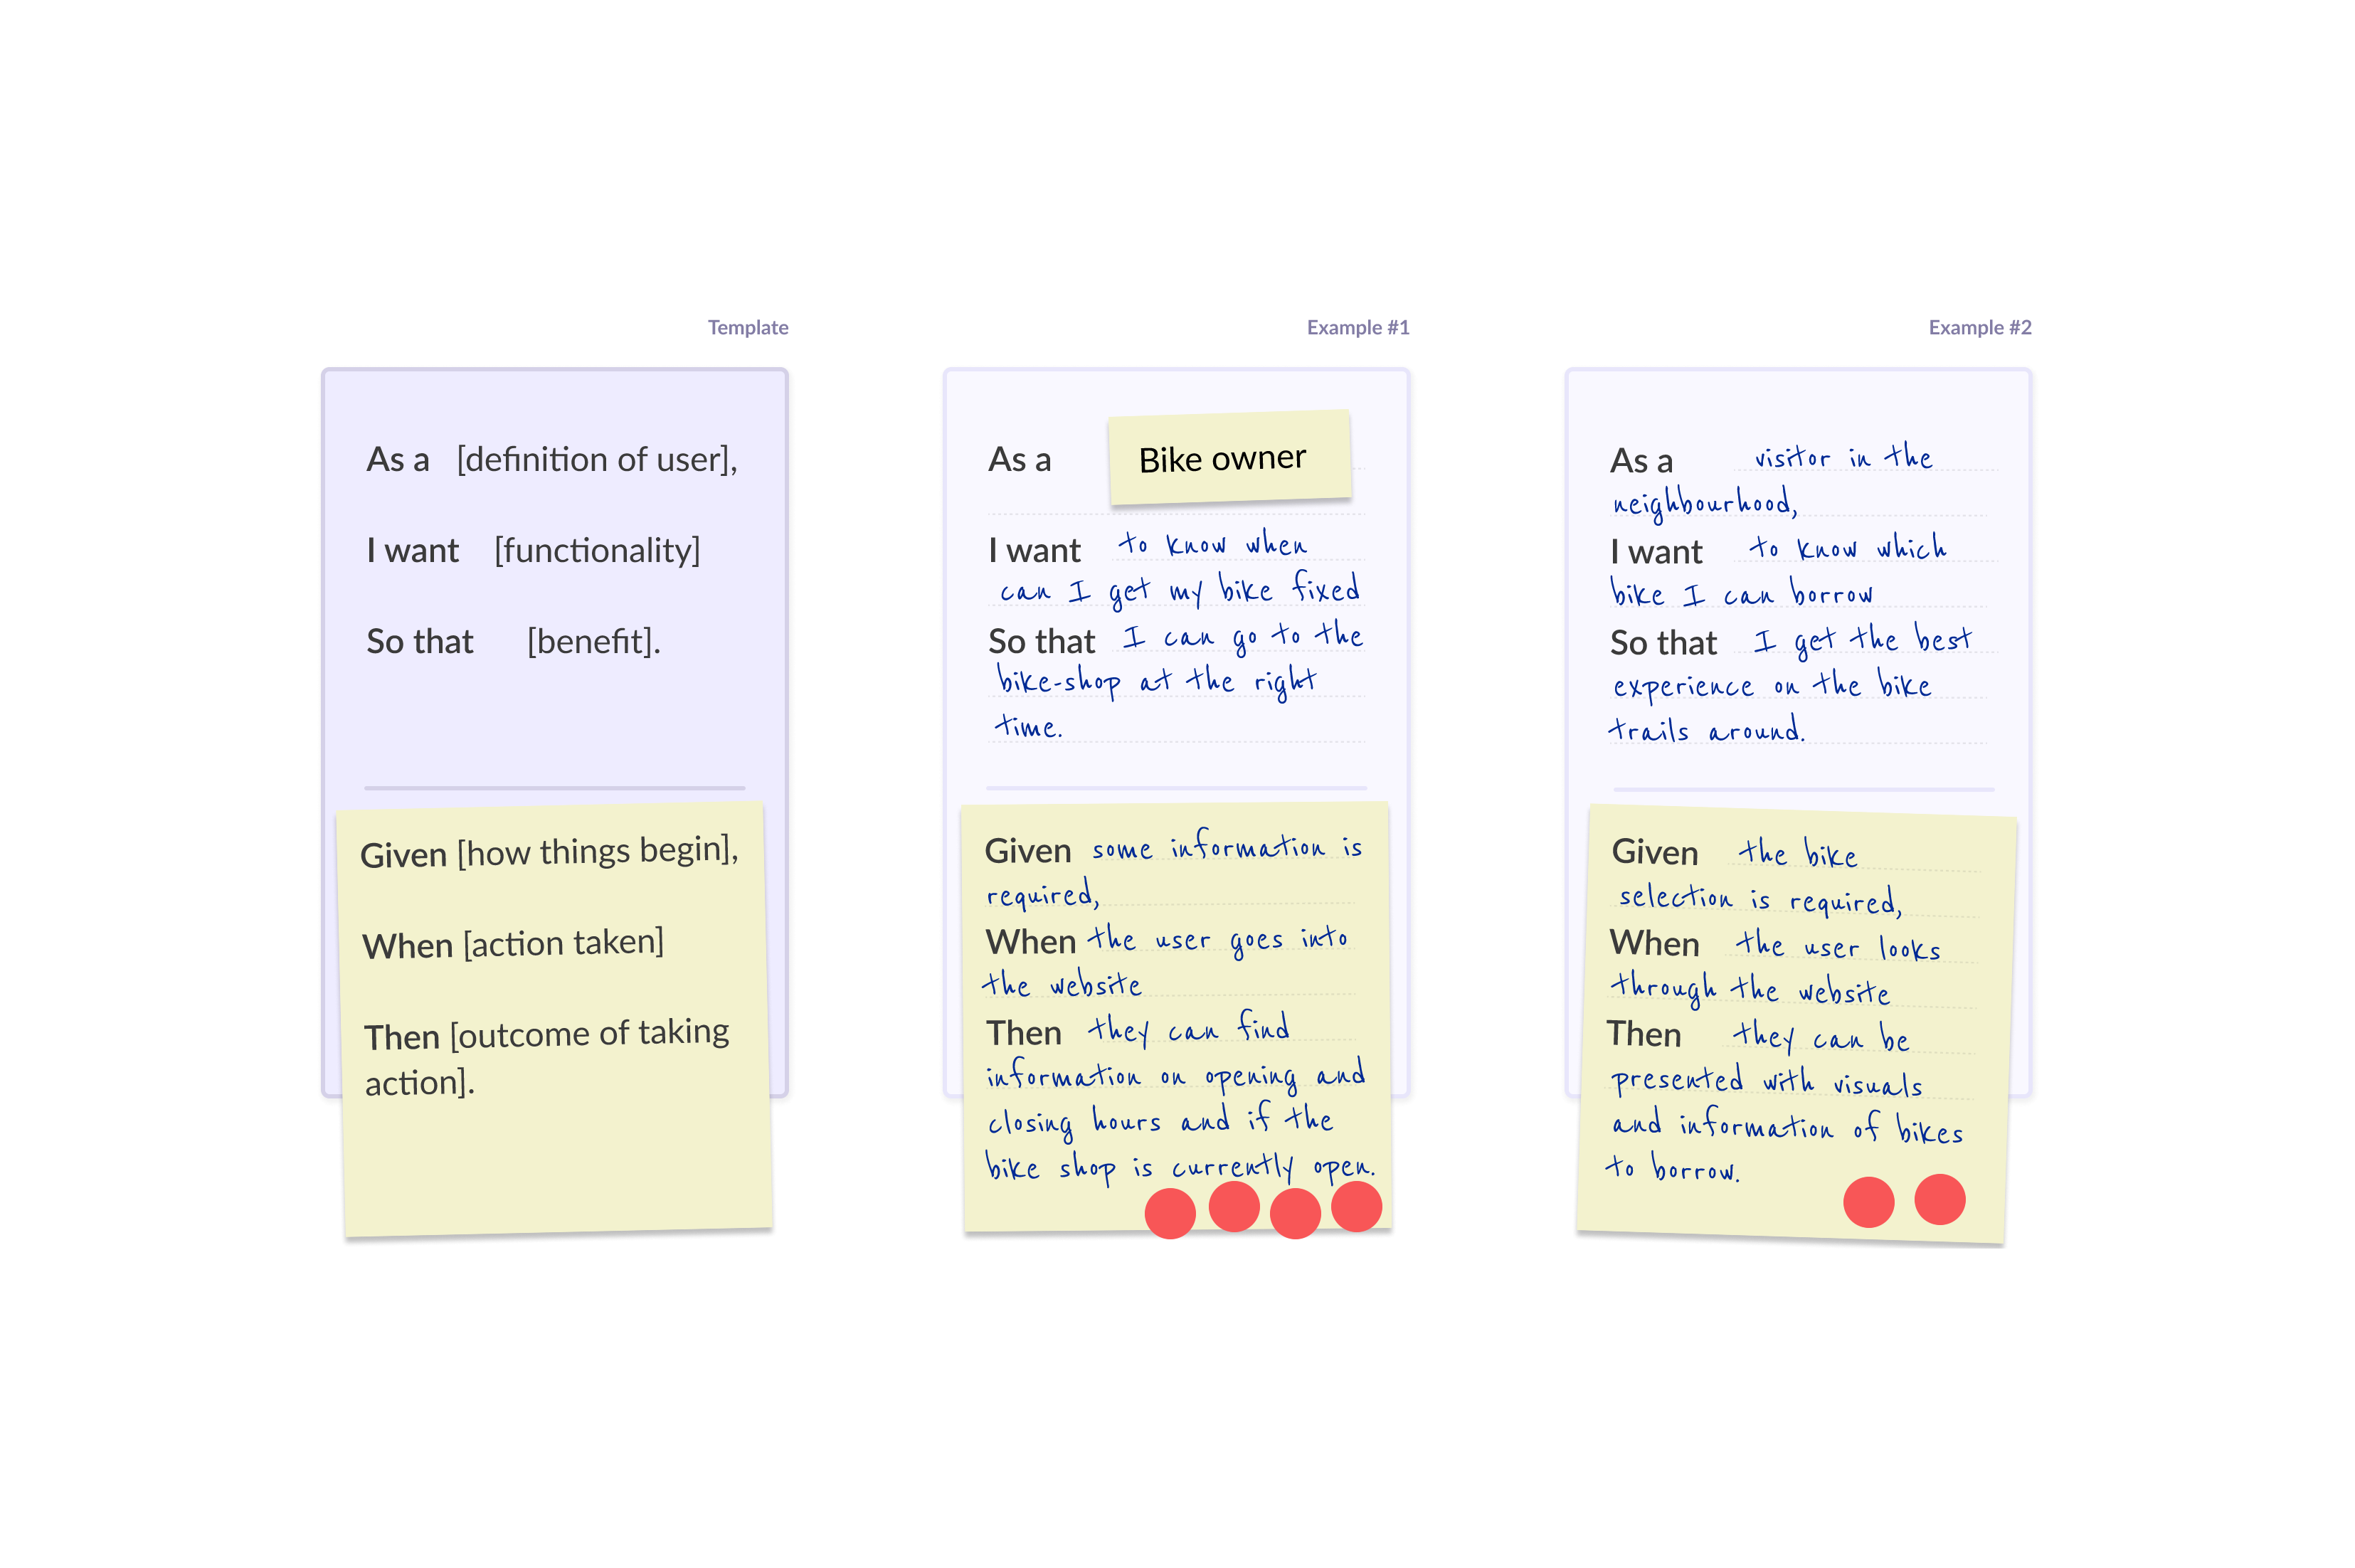 Template
As a [definition of user],
I want [functionality]
So that [benefit].
Given [how things begin],
When [action taken]
Then [outcome of taking
action].
Example #1
As a Bike owner
I want to know when
can I get my bike fixed
So that I can go to the
bike-shop at the right
time.
Given some information is
required,
When the user goes into
the website
Then they can find
information on opening and
closing hours and if the
bike shop is currently open.
Example #2
As a visitor in the
neighbourhood,
I want to know which
bike I can borrow
So that I get the best
experience on the bike
trails around.
Given the bike
selection is required,
When the user looks
through the website
Then they can be
presented with visuals
and information of bikes
to borrow.